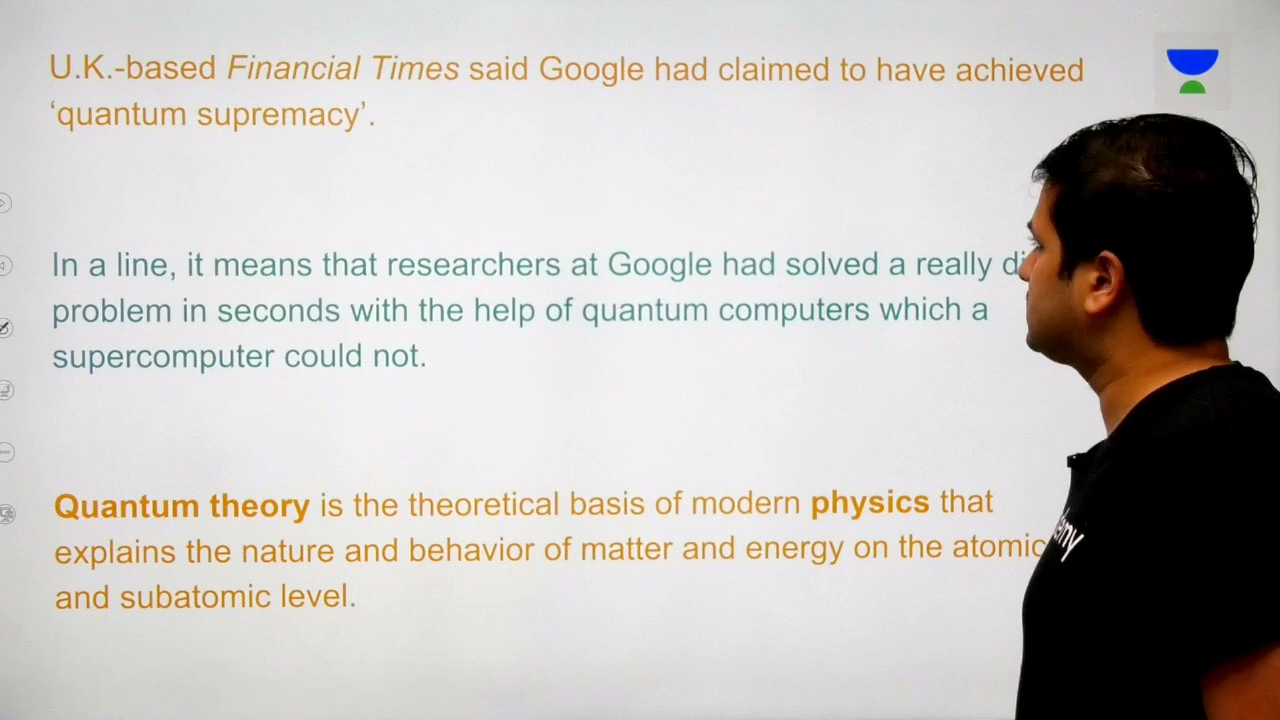 U.K.-based Financial Times said Google had claimed to have achieved
‘quantum supremacy’.
In a line, it means that researchers at Google had solved a really
problem in seconds with the help of quantum computers which a
supercomputer could not.
Quantum theory is the theoretical basis of modern physics that
explains the nature and behavior of matter and energy on the atomic
and subatomic level.